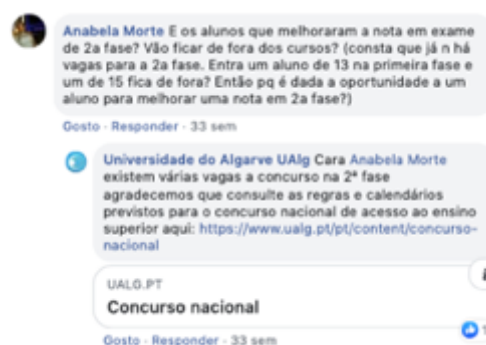 Anabela Morte E os alunos que melhoraram a nota em exame
de 2a fase? Vão ficar de fora dos cursos? (consta que já n há
vagas para a 2a fase. Entra um aluno de 13 na primeira fase e
um de 15 fica de fora? Então pq é dada a oportunidade a um
aluno para melhorar uma nota em 2a fase?)
Gosto · Responder · 33 sem
Universidade do Algarve UAlg Cara Anabela Morte
existem várias vagas a concurso na 2ª fase
agradecemos que consulte as regras e calendários
previstos para o concurso nacional de acesso ao ensino
superior aqui: https://www.ualg.pt/pt/content/concurso-
nacional
UALG.PT
Concurso nacional
Gosto · Responder · 33 sem